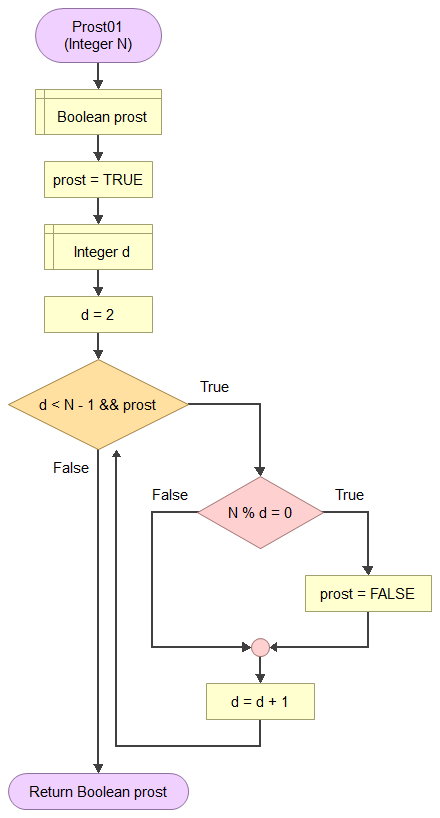 Prost01
(Integer N)
Boolean prost
prost = TRUE
Integer d
d = 2
d < N - 1 && prost
True
False
N % d = 0
False
True
prost = FALSE
d = d + 1
Return Boolean prost